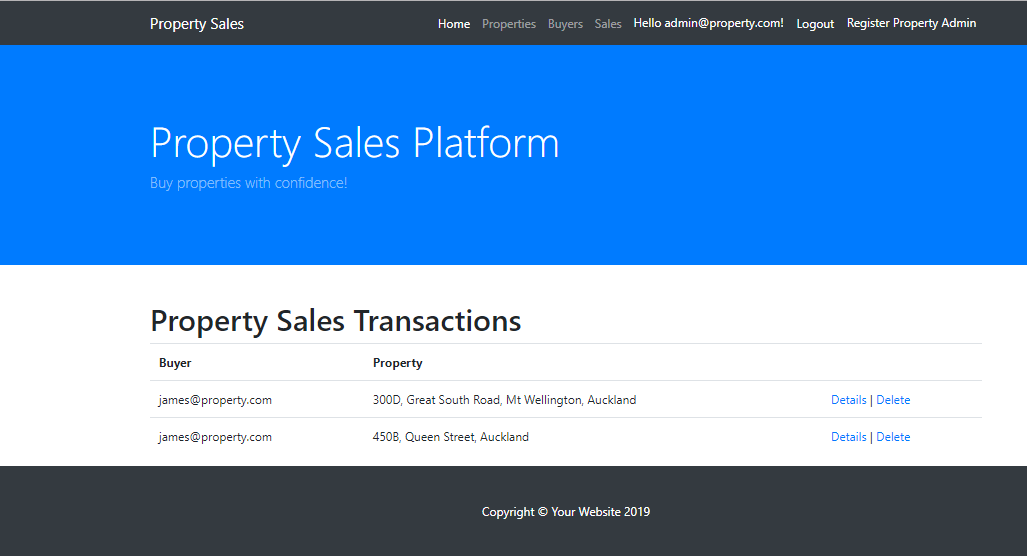 Property Sales Home Properties Buyers Sales Hello admin@property.com! Logout Register Property Admin
Property Sales Platform
Buy properties with confidence!
Property Sales Transactions
Buyer Property
james@property.com 300D, Great South Road, Mt Wellington, Auckland Details | Delete
james@property.com 450B, Queen Street, Auckland Details | Delete
Copyright © Your Website 2019